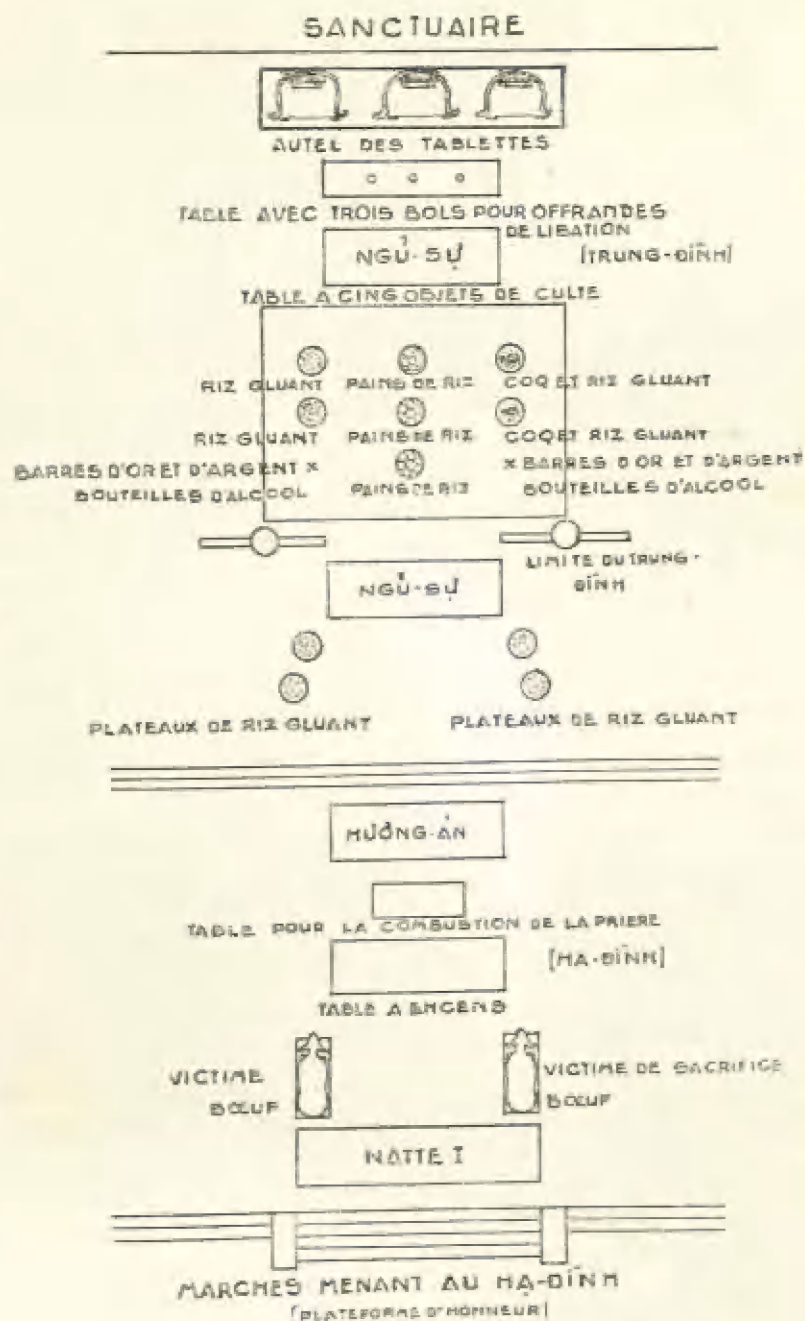 SANCTUAIRE
AUTEL DES TABLETTES
TABLE AVEC TROIS BOLS POUR OFFRANDES
DE LIBATION
NGŨ-SỰ [TRUNG-ĐÌNH]
TABLE A CINQ OBJETS DE CULTE
RIZ GLUANT PAINS DE RIZ COQ ET RIZ GLUANT
RIZ GLUANT PAINS DE RIZ COQ ET RIZ GLUANT
BARRES D'OR ET D'ARGENT x x BARRES D'OR ET D'ARGENT
BOUTEILLES D'ALCOOL PAINS DE RIZ BOUTEILLES D'ALCOOL
LIMITE DU TRUNG-
ĐÌNH
NGŨ-SỰ
PLATEAUX DE RIZ GLUANT PLATEAUX DE RIZ GLUANT
HƯƠNG-ÁN
TABLE POUR LA COMBUSTION DE LA PRIERE
[HẠ-ĐÌNH]
TABLE A ENCENS
VICTIME VICTIME DE SACRIFICE
BŒUF BŒUF
NATTE I
MARCHES MENANT AU HẠ-ĐÌNH
[PLATEFORME D'HONNEUR]